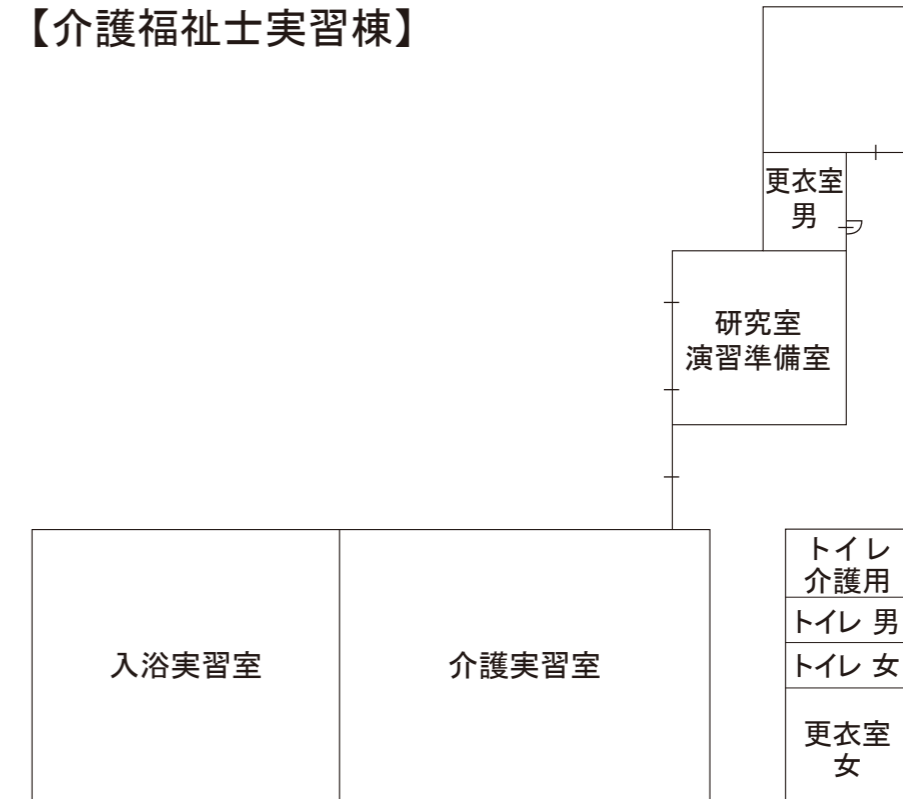 【介護福祉士実習棟】
更衣室
男
研究室
演習準備室
トイレ
介護用
トイレ 男
トイレ 女
入浴実習室
介護実習室
更衣室
女